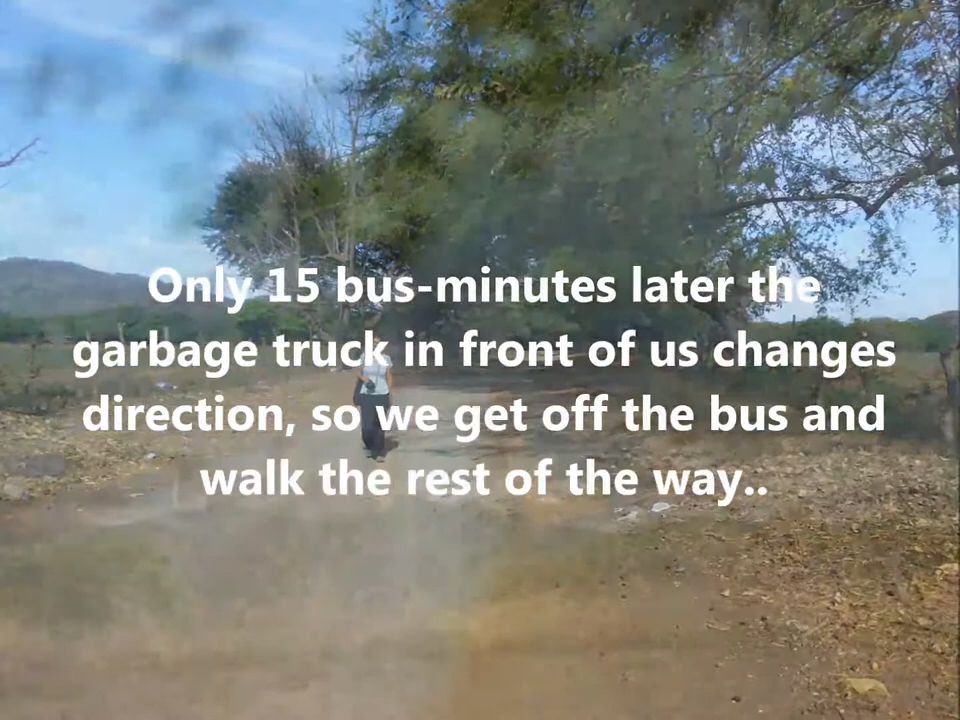 Only 15 bus-minutes later the
garbage truck in front of us changes
direction, so we get off the bus and
walk the rest of the way..